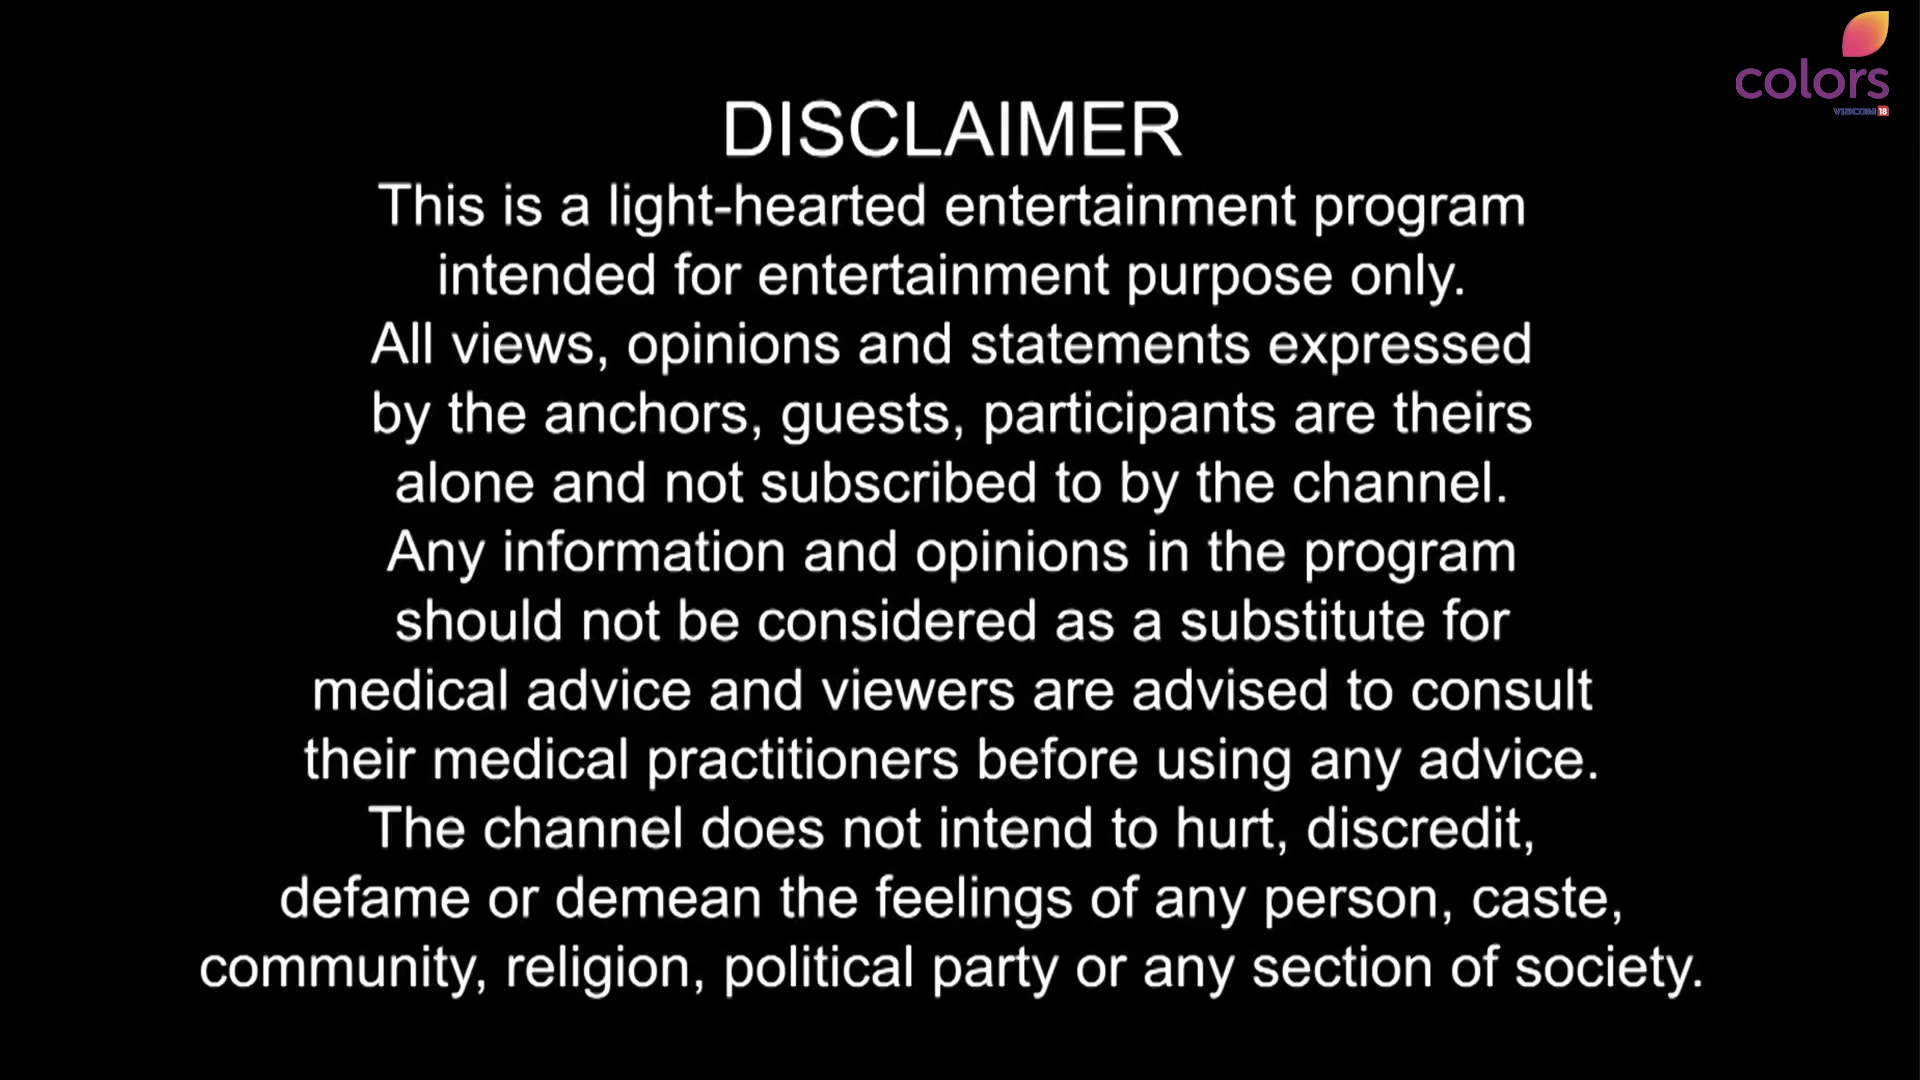 colors
VIACOM18
DISCLAIMER
This is a light-hearted entertainment program
intended for entertainment purpose only.
All views, opinions and statements expressed
by the anchors, guests, participants are theirs
alone and not subscribed to by the channel.
Any information and opinions in the program
should not be considered as a substitute for
medical advice and viewers are advised to consult
their medical practitioners before using any advice.
The channel does not intend to hurt, discredit,
defame or demean the feelings of any person, caste,
community, religion, political party or any section of society.